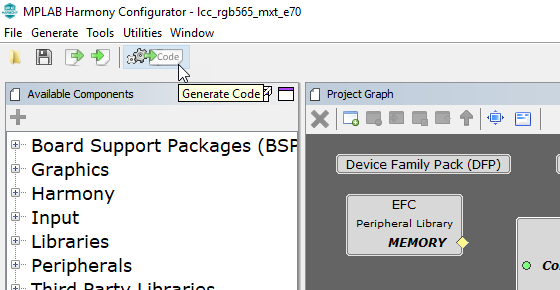 MPLAB Harmony Configurator - lcc_rgb565_mxt_e70
File Generate Tools Utilities Window
Code
Generate Code
Available Components
Project Graph
Board Support Packages (BSP
Graphics
Harmony
Input
Libraries
Peripherals
Third Party Libraries
Device Family Pack (DFP)
EFC
Peripheral Library
MEMORY
Co